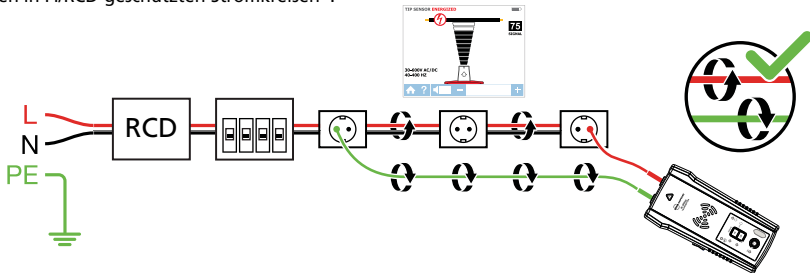 en in FI/RCD-geschützten Stromkreisen".
TIP SENSOR ENERGIZED
75
SIGNAL
30-600V AC/DC
40-400 HZ
?
L
N
PE
RCD